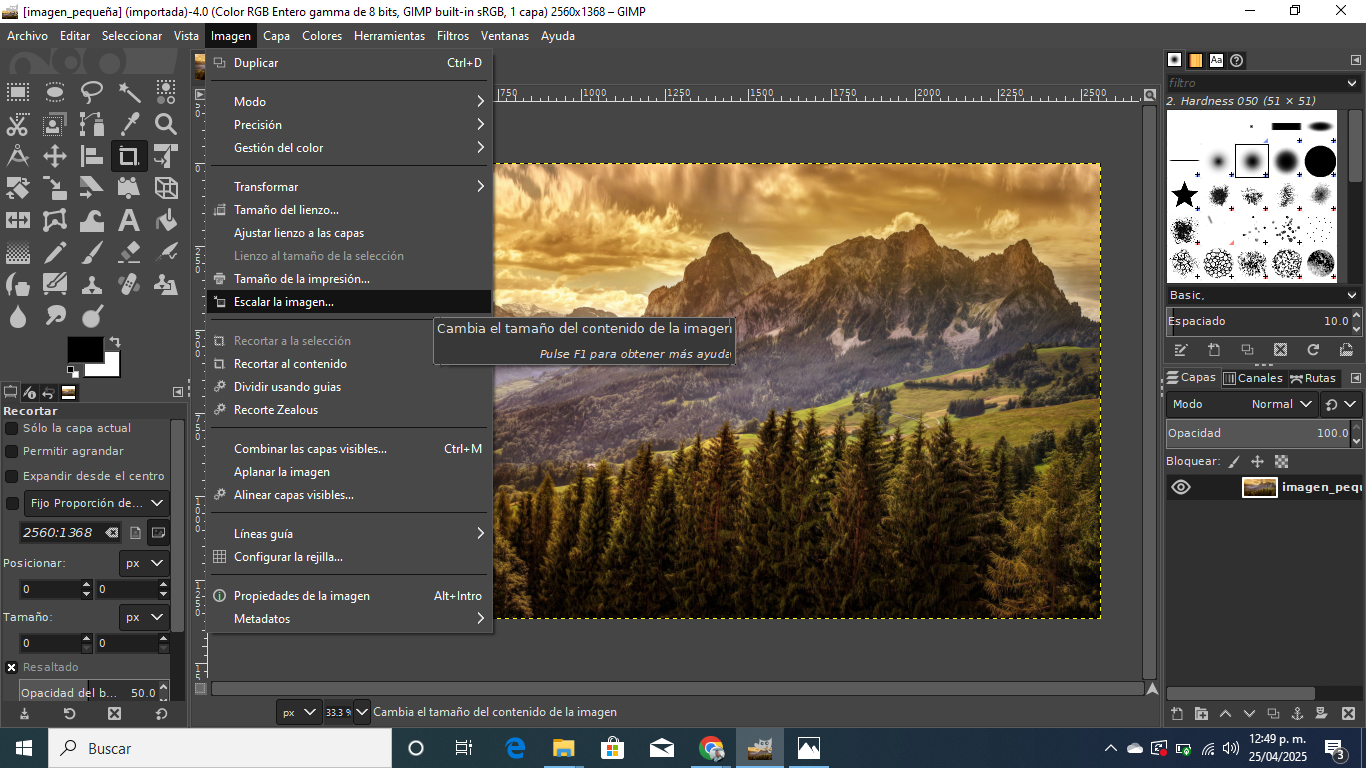 [imagen_pequeña] (importada)-4.0 (Color RGB Entero gamma de 8 bits, GIMP built-in sRGB, 1 capa) 2560x1368 – GIMP
Archivo Editar Seleccionar Vista Imagen Capa Colores Herramientas Filtros Ventanas Ayuda
Duplicar Ctrl+D
Modo
Precisión
Gestión del color
Transformar
Tamaño del lienzo...
Ajustar lienzo a las capas
Lienzo al tamaño de la selección
Tamaño de la impresión...
Escalar la imagen...
Recortar a la selección
Recortar al contenido
Dividir usando guias
Recorte Zealous
Combinar las capas visibles... Ctrl+M
Aplanar la imagen
Alinear capas visibles...
Líneas guía
Configurar la rejilla...
Propiedades de la imagen Alt+Intro
Metadatos
Cambia el tamaño del contenido de la imagen
Pulse F1 para obtener más ayuda
750 1000 1250 1500 1750 2000 2250 2500
0
250
500
750
1000
1250
Recortar
Sólo la capa actual
Permitir agrandar
Expandir desde el centro
Fijo Proporción de...
2560:1368
Posicionar: px
0 0
Tamaño: px
0 0
Resaltado
Opacidad del b... 50.0
px 33.3 % Cambia el tamaño del contenido de la imagen
Aa
filtro
2. Hardness 050 (51 × 51)
Basic,
Espaciado 10.0
Capas Canales Rutas
Modo Normal
Opacidad 100.0
Bloquear:
imagen_pequ
Buscar
12:49 p. m.
25/04/2025
3